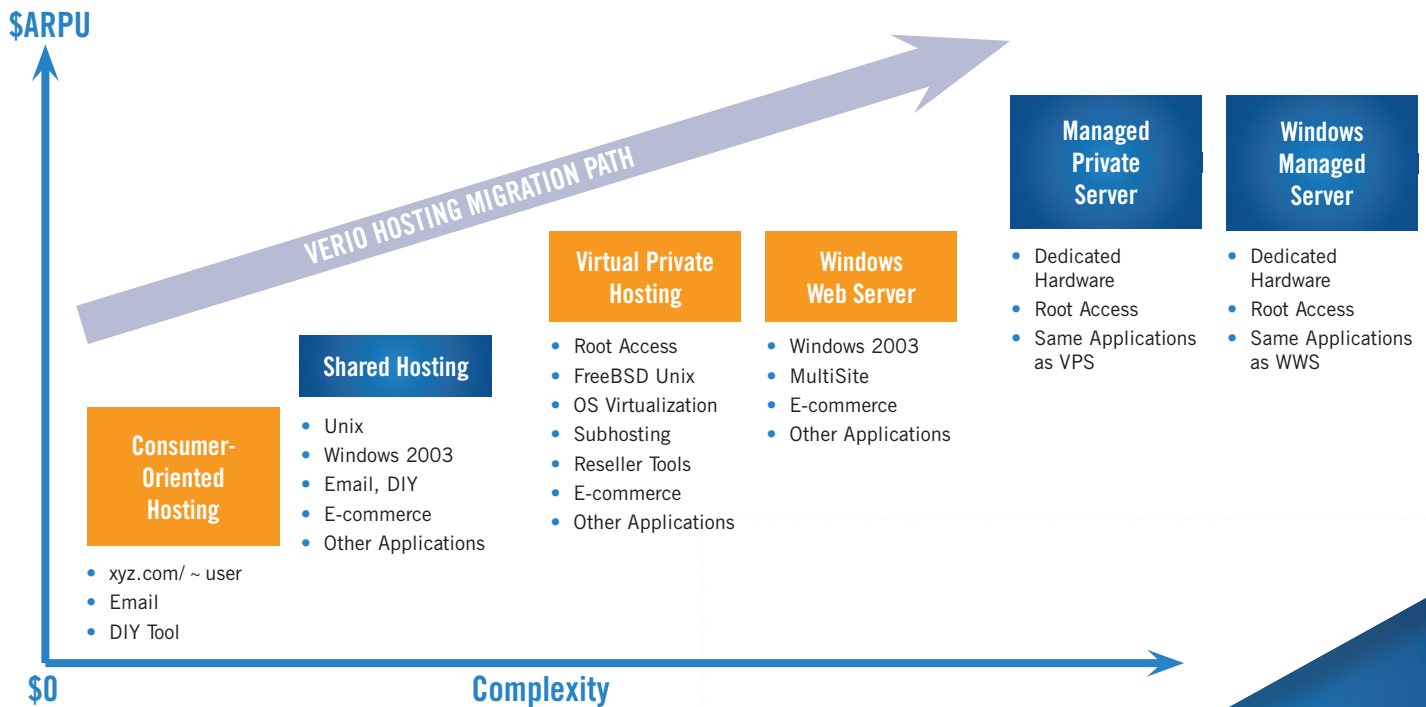 $ARPU
VERIO HOSTING MIGRATION PATH
Consumer-
Oriented
Hosting
• xyz.com/ ~ user
• Email
• DIY Tool
Shared Hosting
• Unix
• Windows 2003
• Email, DIY
• E-commerce
• Other Applications
Virtual Private
Hosting
• Root Access
• FreeBSD Unix
• OS Virtualization
• Subhosting
• Reseller Tools
• E-commerce
• Other Applications
Windows
Web Server
• Windows 2003
• MultiSite
• E-commerce
• Other Applications
Managed
Private
Server
• Dedicated
Hardware
• Root Access
• Same Applications
as VPS
Windows
Managed
Server
• Dedicated
Hardware
• Root Access
• Same Applications
as WWS
$0
Complexity